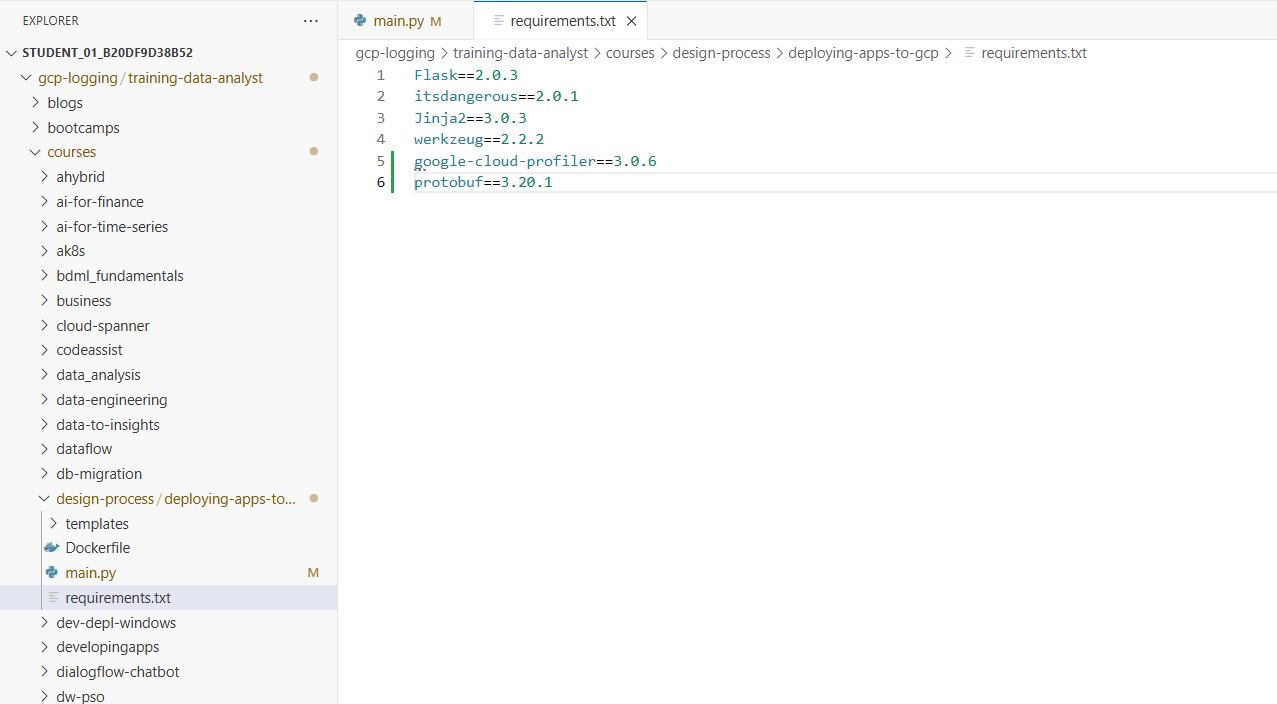 EXPLORER
STUDENT_01_B20DF9D38B52
gcp-logging / training-data-analyst
blogs
bootcamps
courses
ahybrid
ai-for-finance
ai-for-time-series
ak8s
bdml_fundamentals
business
cloud-spanner
codeassist
data_analysis
data-engineering
data-to-insights
dataflow
db-migration
design-process / deploying-apps-to...
templates
Dockerfile
main.py M
requirements.txt
dev-depl-windows
developingapps
dialogflow-chatbot
dw-pso
main.py M
requirements.txt
gcp-logging > training-data-analyst > courses > design-process > deploying-apps-to-gcp > requirements.txt
1 Flask==2.0.3
2 itsdangerous==2.0.1
3 Jinja2==3.0.3
4 werkzeug==2.2.2
5 google-cloud-profiler==3.0.6
6 protobuf==3.20.1